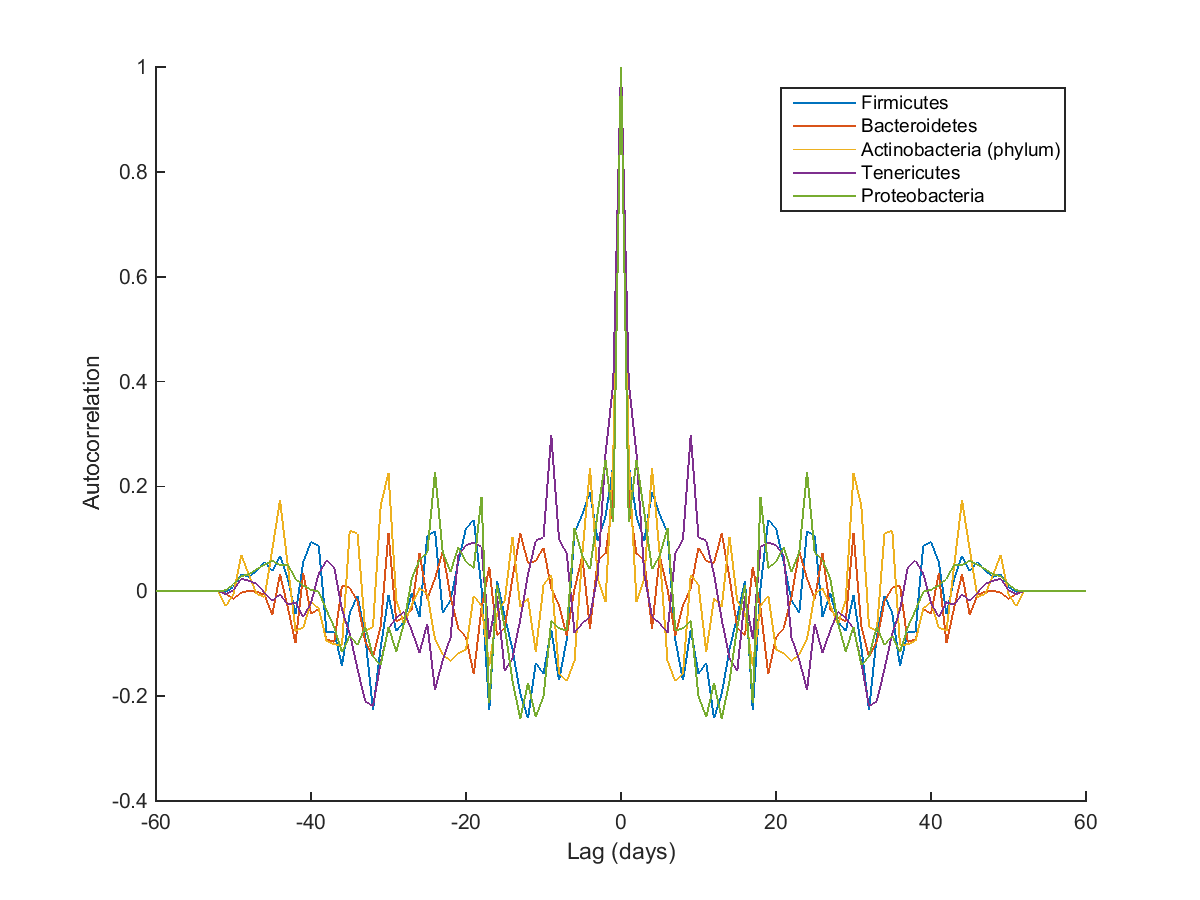 1
0.8
0.6
0.4
0.2
0
-0.2
-0.4
Autocorrelation
-60
-40
-20
0
20
40
60
Lag (days)
Firmicutes
Bacteroidetes
Actinobacteria (phylum)
Tenericutes
Proteobacteria